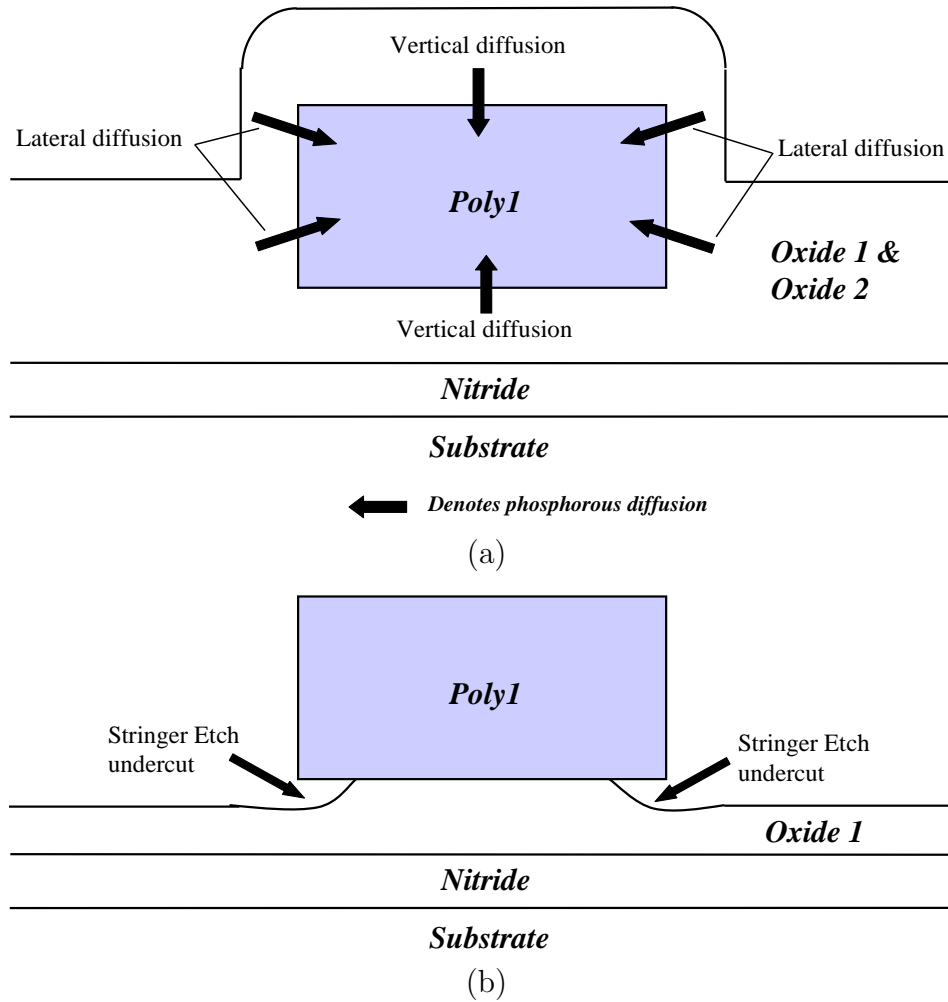 Vertical diffusion
Lateral diffusion
Lateral diffusion
Poly1
Oxide 1 &
Oxide 2
Vertical diffusion
Nitride
Substrate
Denotes phosphorous diffusion
(a)
Poly1
Stringer Etch
undercut
Stringer Etch
undercut
Oxide 1
Nitride
Substrate
(b)